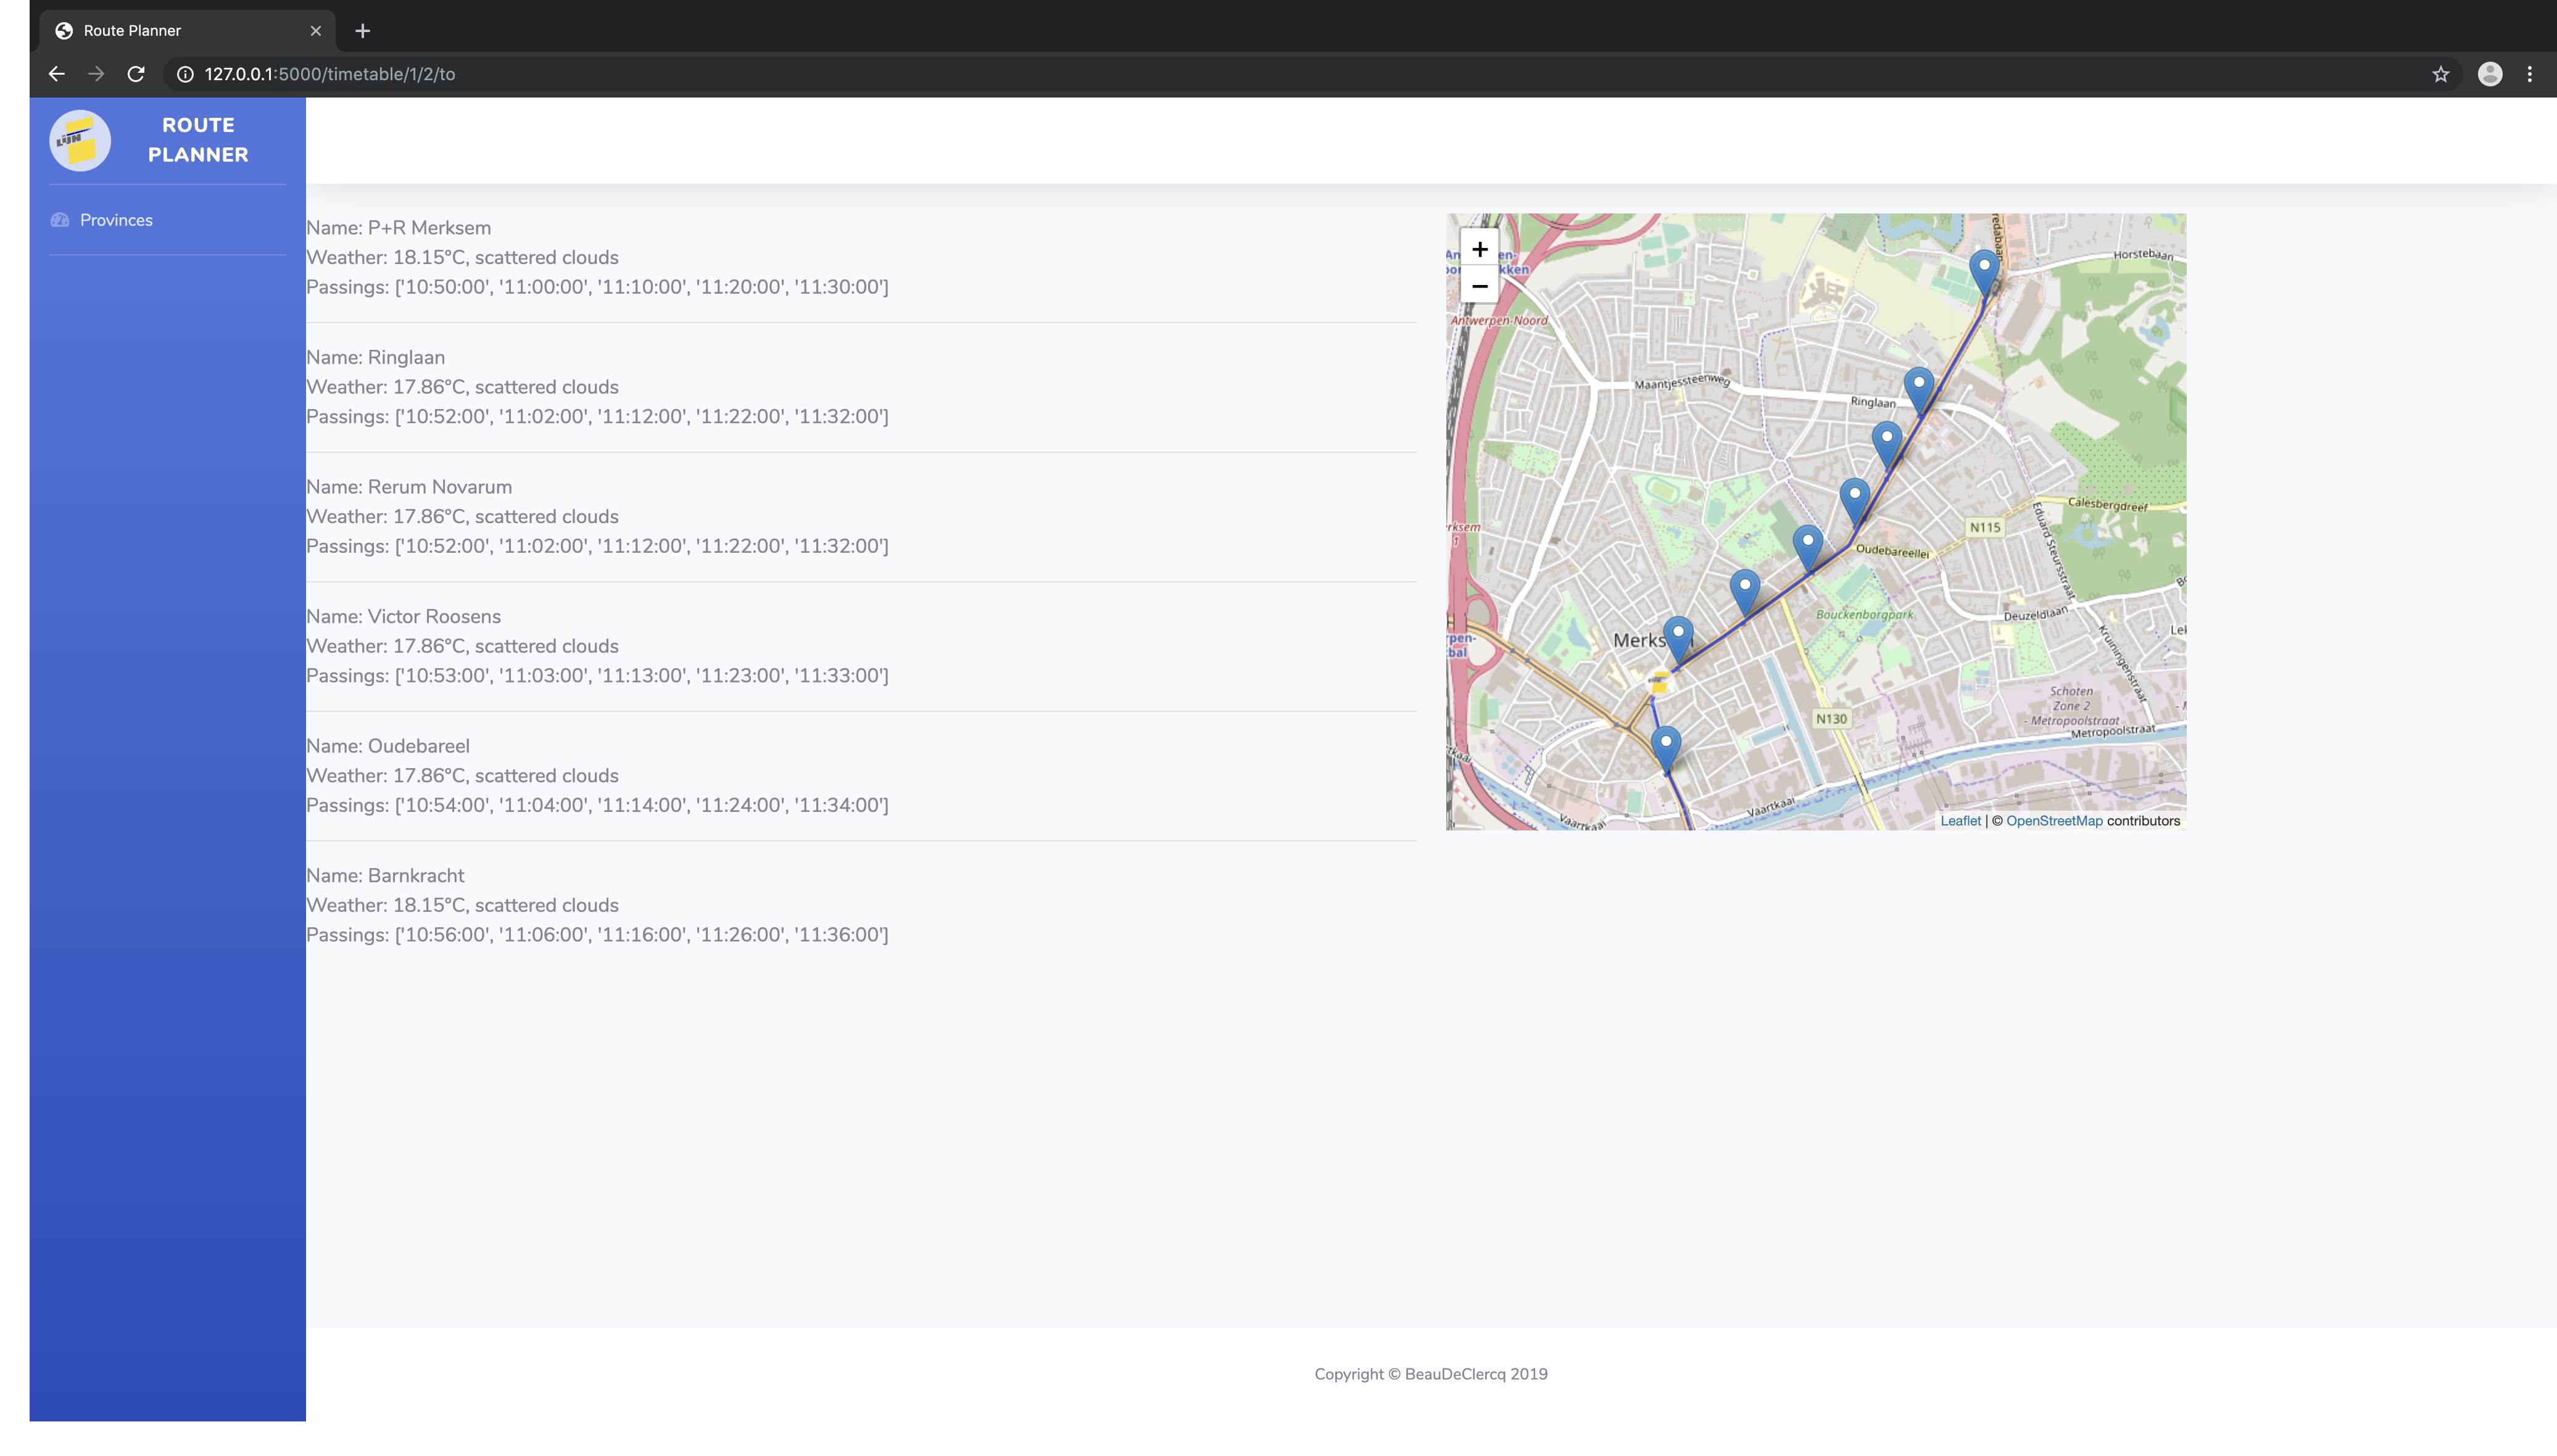 Route Planner
127.0.0.1:5000/timetable/1/2/to
LIJN
ROUTE
PLANNER
Provinces
Name: P+R Merksem
Weather: 18.15°C, scattered clouds
Passings: ['10:50:00', '11:00:00', '11:10:00', '11:20:00', '11:30:00']
Name: Ringlaan
Weather: 17.86°C, scattered clouds
Passings: ['10:52:00', '11:02:00', '11:12:00', '11:22:00', '11:32:00']
Name: Rerum Novarum
Weather: 17.86°C, scattered clouds
Passings: ['10:52:00', '11:02:00', '11:12:00', '11:22:00', '11:32:00']
Name: Victor Roosens
Weather: 17.86°C, scattered clouds
Passings: ['10:53:00', '11:03:00', '11:13:00', '11:23:00', '11:33:00']
Name: Oudebareel
Weather: 17.86°C, scattered clouds
Passings: ['10:54:00', '11:04:00', '11:14:00', '11:24:00', '11:34:00']
Name: Barnkracht
Weather: 18.15°C, scattered clouds
Passings: ['10:56:00', '11:06:00', '11:16:00', '11:26:00', '11:36:00']
+
−
Horstebaan
Antwerpen-Noord
Maantjessteenweg
Ringlaan
Calesbergdreef
N115
Eduard Steursstraat
Oudebareellei
Bouckenborgpark
Deuzeldlaan
Kruiningenstraat
Schoten
Zone 2
- Metropoolstraat
N130
Metropoolstraat
Vaartkaai
Vaartkaai
Leaflet | © OpenStreetMap contributors
Copyright © BeauDeClercq 2019